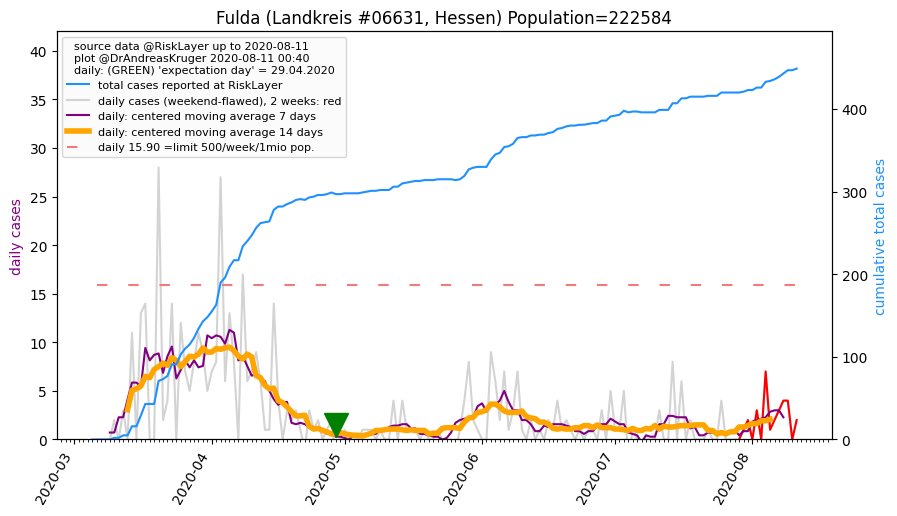 Fulda (Landkreis #06631, Hessen) Population=222584
source data @RiskLayer up to 2020-08-11
plot @DrAndreasKruger 2020-08-11 00:40
daily: (GREEN) 'expectation day' = 29.04.2020
total cases reported at RiskLayer
daily cases (weekend-flawed), 2 weeks: red
daily: centered moving average 7 days
daily: centered moving average 14 days
daily 15.90 =limit 500/week/1mio pop.
daily cases
40
35
30
25
20
15
10
5
0
cumulative total cases
400
300
200
100
0
2020-03
2020-04
2020-05
2020-06
2020-07
2020-08